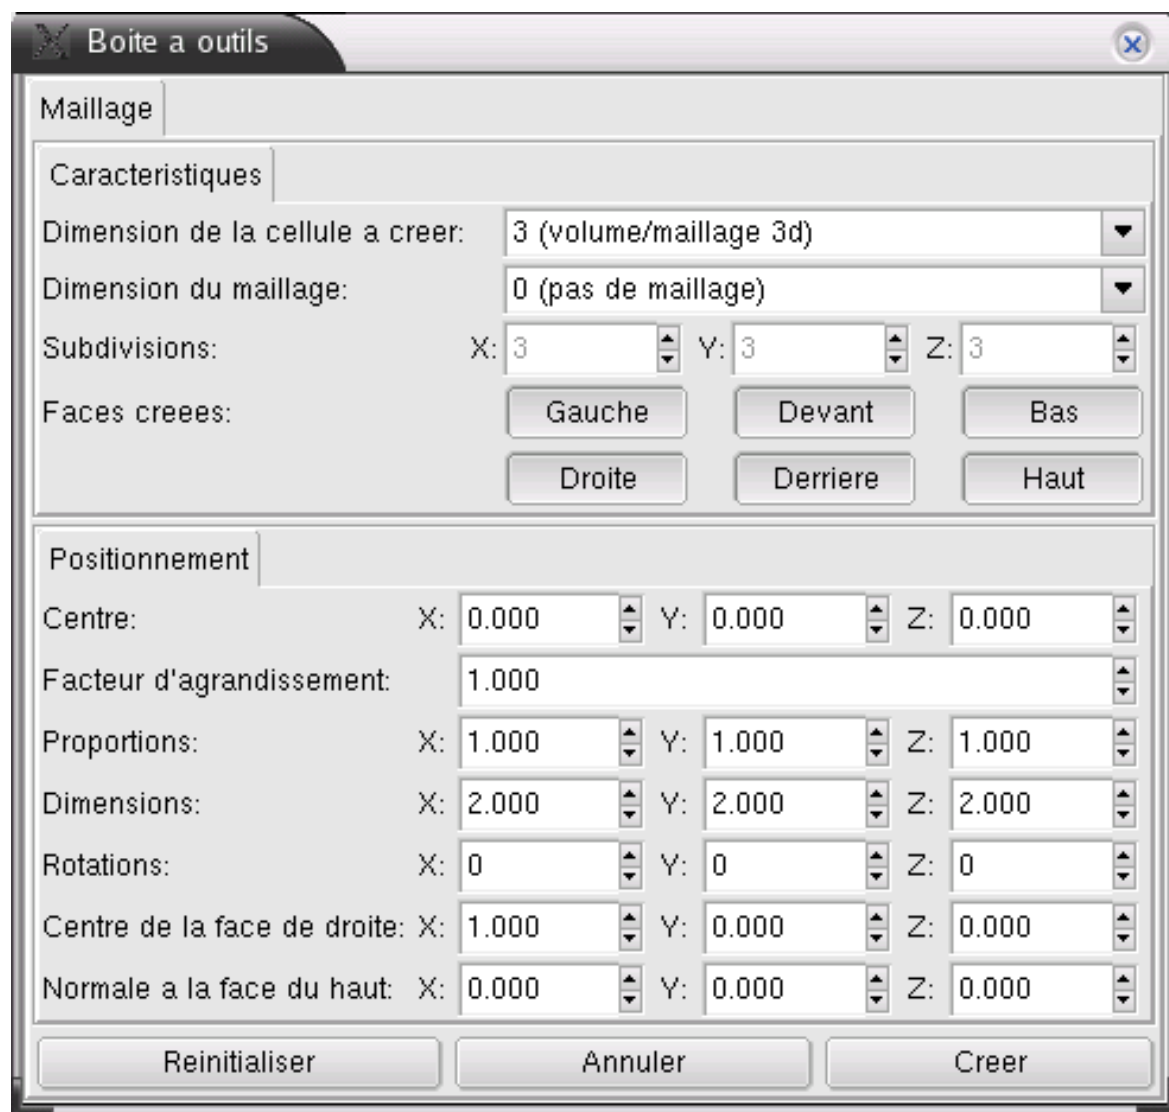 Boite a outils
Maillage
Caracteristiques
Dimension de la cellule a creer: 3 (volume/maillage 3d)
Dimension du maillage: 0 (pas de maillage)
Subdivisions: X: 3 Y: 3 Z: 3
Faces creees: Gauche Devant Bas
Droite Derriere Haut
Positionnement
Centre: X: 0.000 Y: 0.000 Z: 0.000
Facteur d'agrandissement: 1.000
Proportions: X: 1.000 Y: 1.000 Z: 1.000
Dimensions: X: 2.000 Y: 2.000 Z: 2.000
Rotations: X: 0 Y: 0 Z: 0
Centre de la face de droite: X: 1.000 Y: 0.000 Z: 0.000
Normale a la face du haut: X: 0.000 Y: 0.000 Z: 0.000
Reinitialiser Annuler Creer